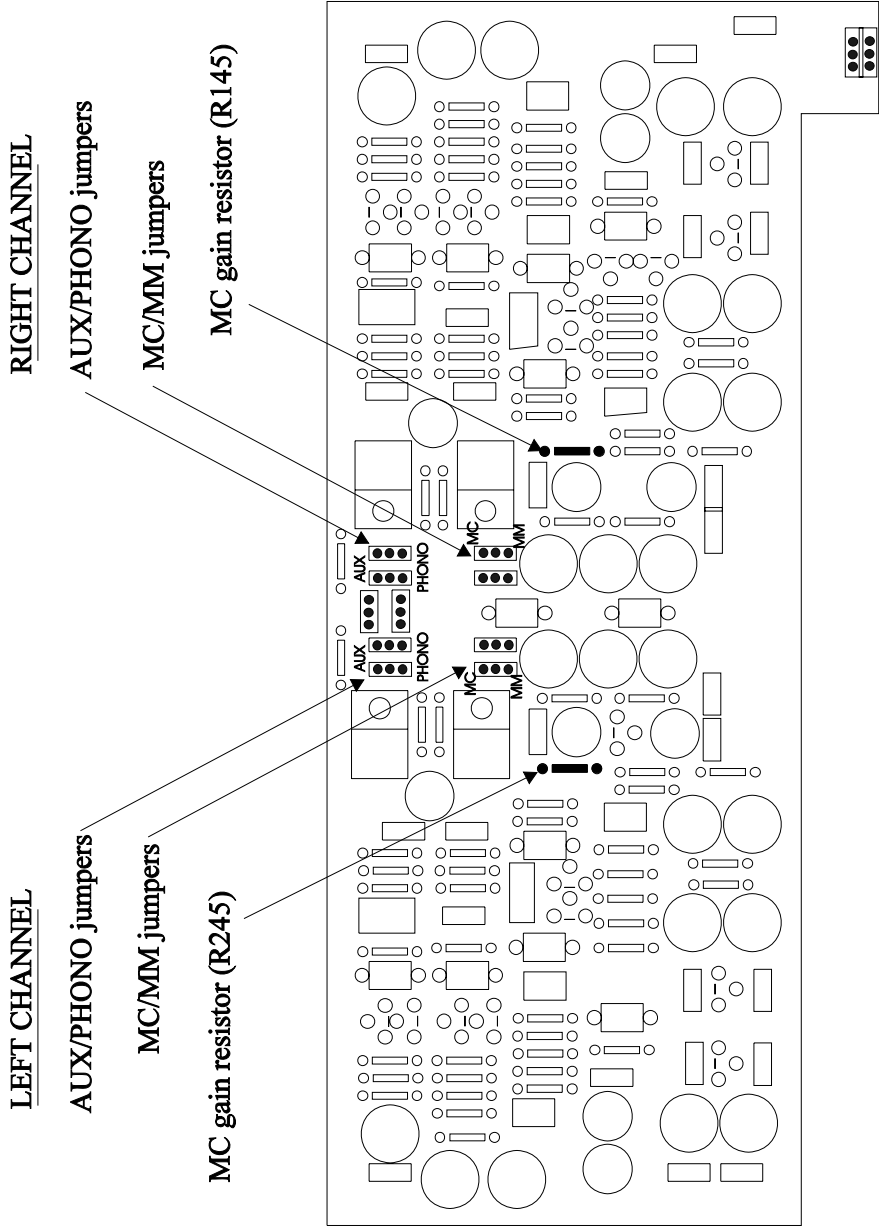 LEFT CHANNEL
AUX/PHONO jumpers
MC/MM jumpers
MC gain resistor (R245)
RIGHT CHANNEL
AUX/PHONO jumpers
MC/MM jumpers
MC gain resistor (R145)
AUX
PHONO
AUX
PHONO
MC
MM
MC
MM